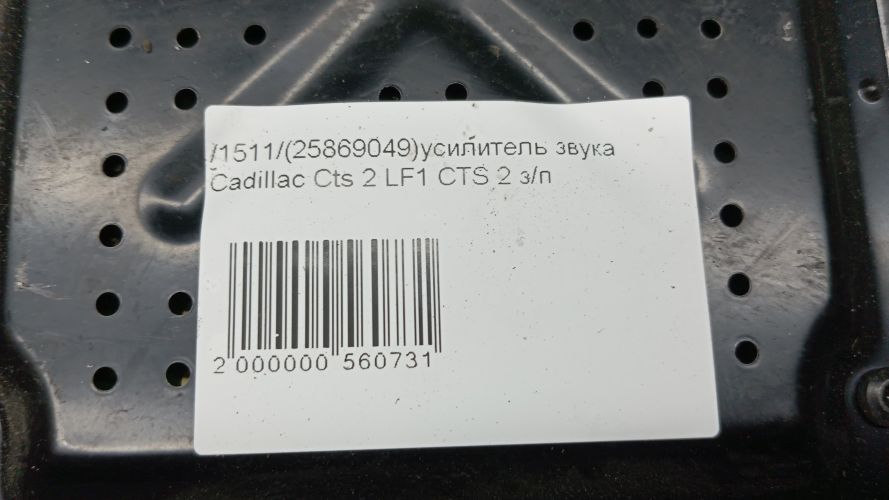 /1511/(25869049)усилитель звука
Cadillac Cts 2 LF1 CTS 2 з/п
2 000000 560731